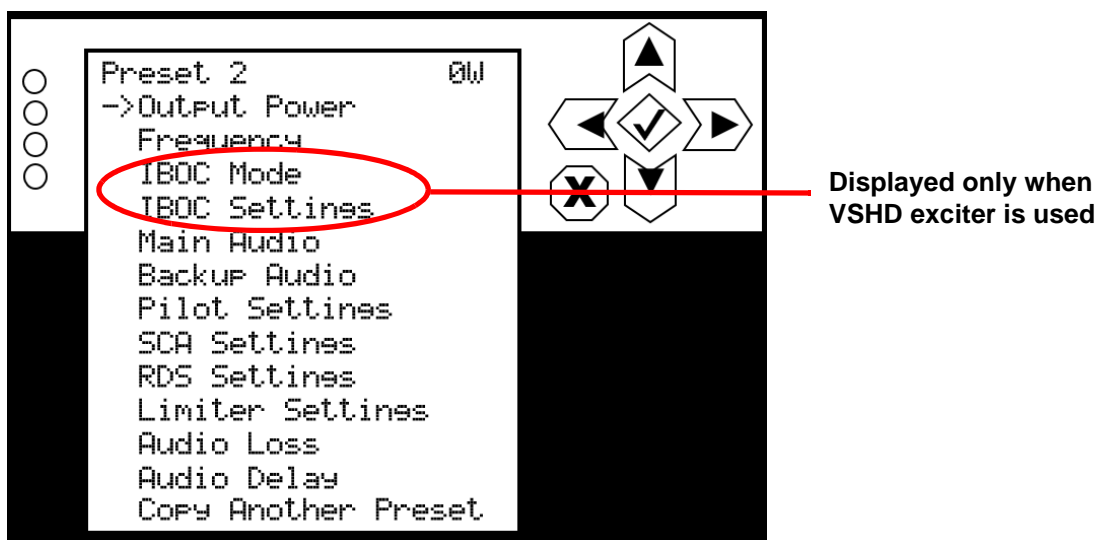 Preset 2 0W
->Output Power
Frequency
IBOC Mode
IBOC Settings
Main Audio
Backup Audio
Pilot Settings
SCA Settings
RDS Settings
Limiter Settings
Audio Loss
Audio Delay
Copy Another Preset
X
Displayed only when
VSHD exciter is used